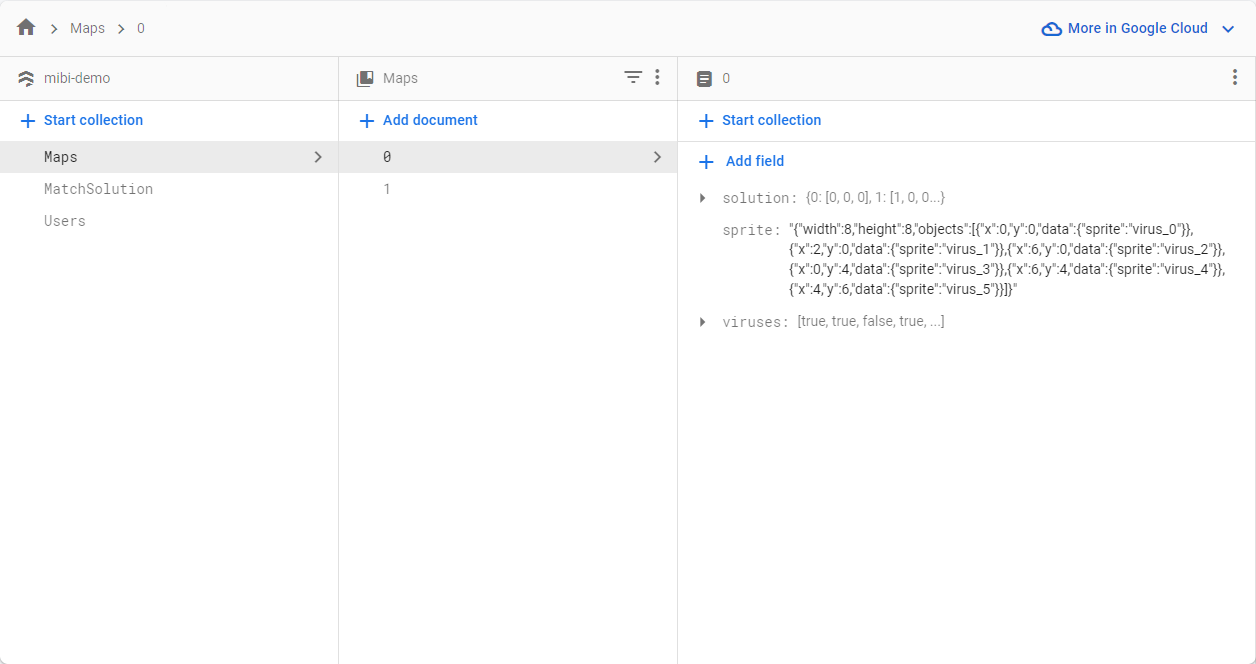 Maps
0
More in Google Cloud
mibi-demo
Maps
0
Start collection
Add document
Start collection
Maps
MatchSolution
Users
0
1
Add field
solution: {0: [0, 0, 0], 1: [1, 0, 0...}
sprite: "{"width":8,"height":8,"objects":[{"x":0,"y":0,"data":{"sprite":"virus_0"}},
{"x":2,"y":0,"data":{"sprite":"virus_1"}},{"x":6,"y":0,"data":{"sprite":"virus_2"}},
{"x":0,"y":4,"data":{"sprite":"virus_3"}},{"x":6,"y":4,"data":{"sprite":"virus_4"}},
{"x":4,"y":6,"data":{"sprite":"virus_5"}}]}"
viruses: [true, true, false, true, ...]